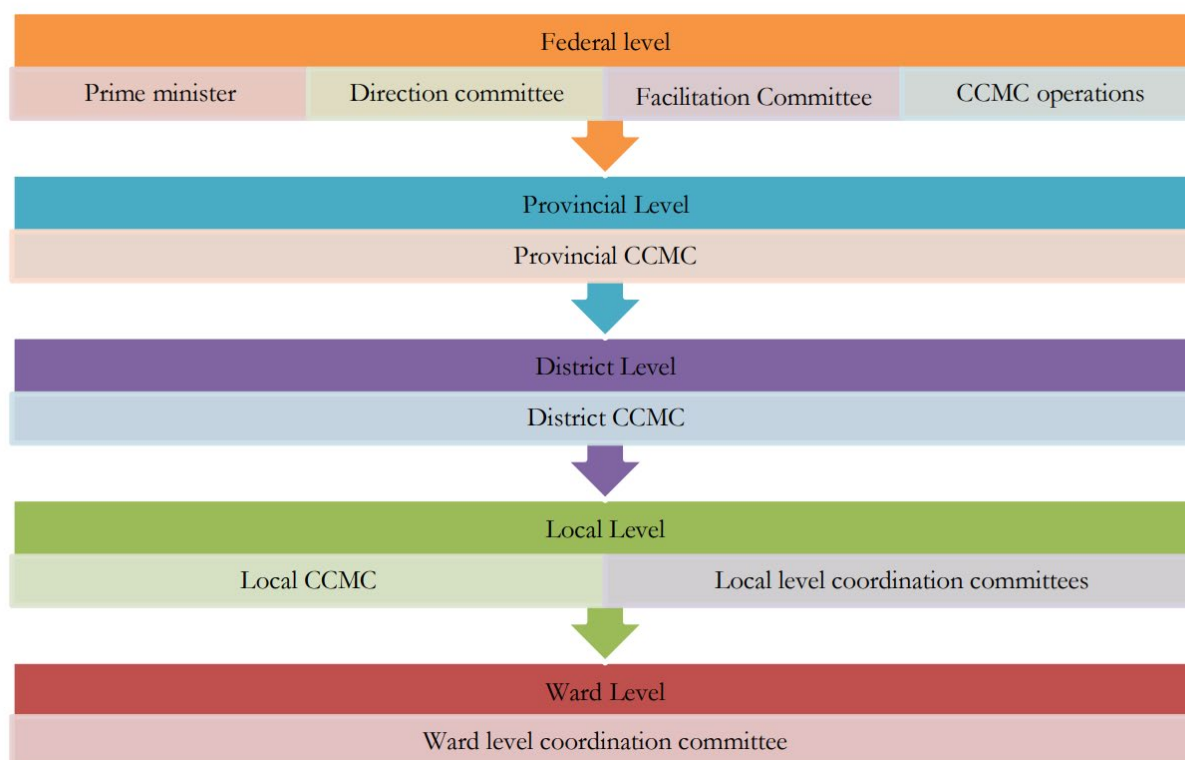 Federal level
Prime minister
Direction committee
Facilitation Committee
CCMC operations
Provincial Level
Provincial CCMC
District Level
District CCMC
Local Level
Local CCMC
Local level coordination committees
Ward Level
Ward level coordination committee